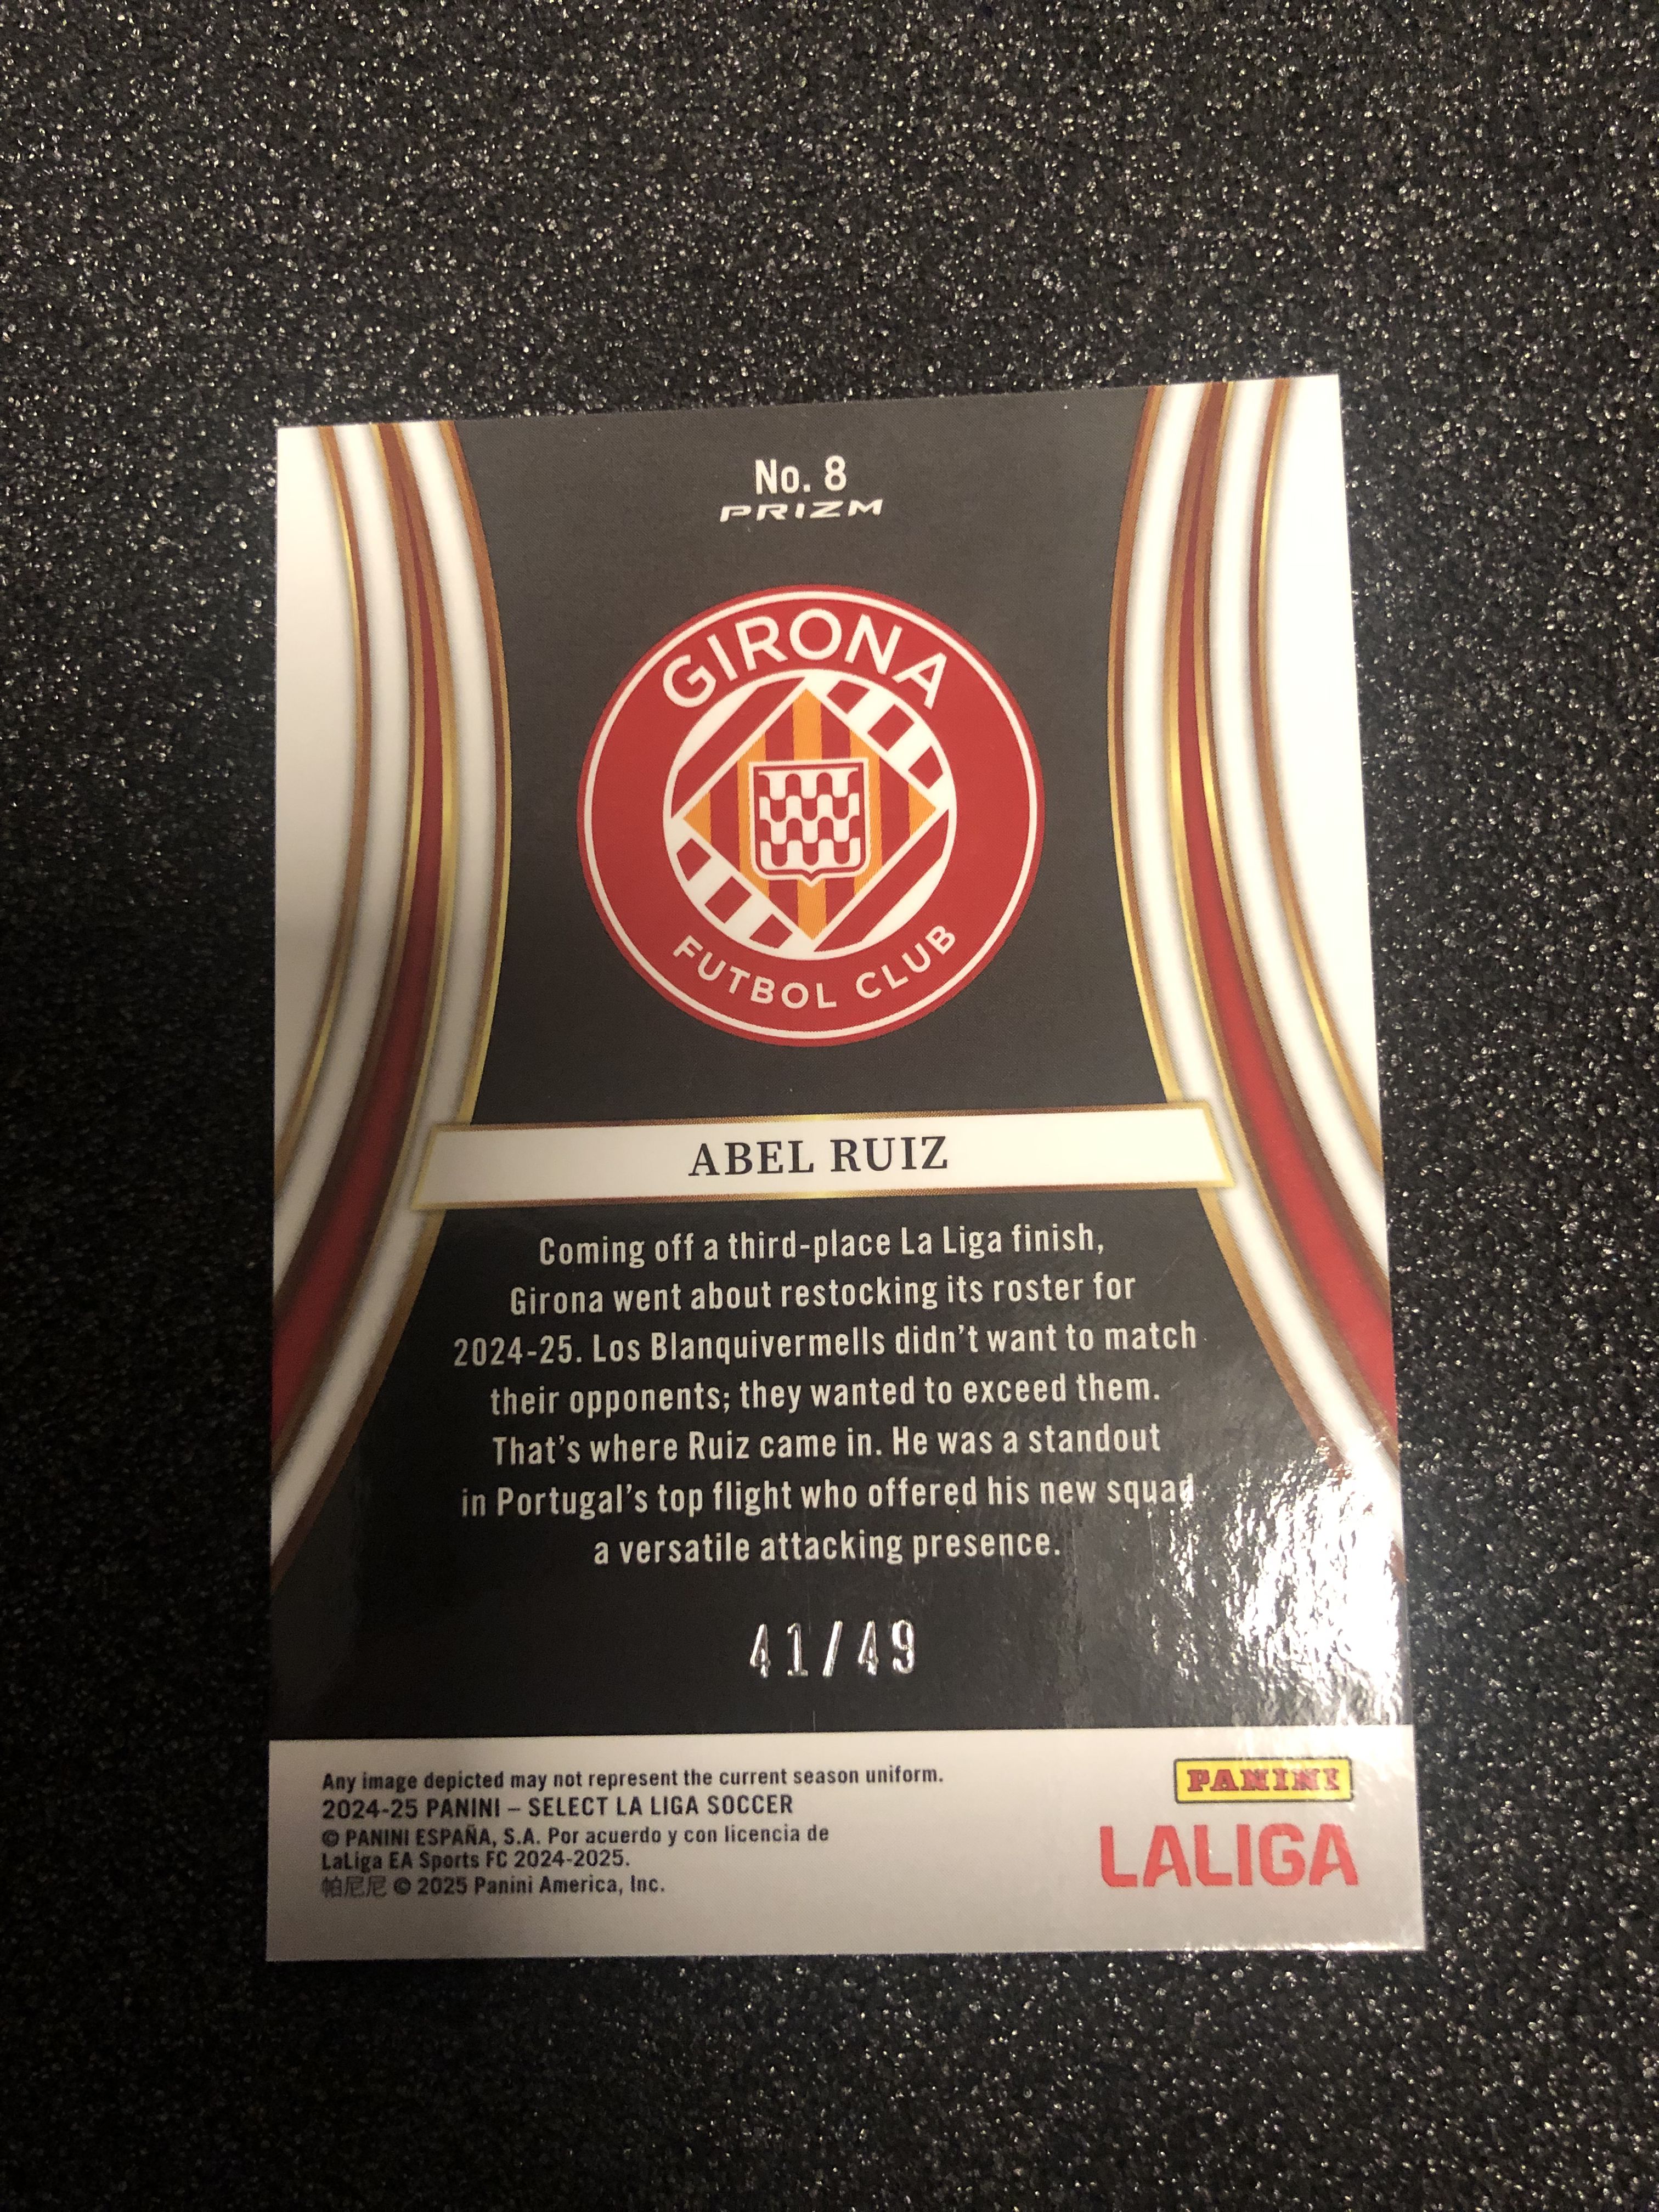 No. 8
PRIZM
GIRONA
FUTBOL CLUB
ABEL RUIZ
Coming off a third-place La Liga finish,
Girona went about restocking its roster for
2024-25. Los Blanquivermells didn't want to match
their opponents; they wanted to exceed them.
That's where Ruiz came in. He was a standout
in Portugal's top flight who offered his new squad
a versatile attacking presence.
41/49
Any image depicted may not represent the current season uniform.
2024-25 PANINI – SELECT LA LIGA SOCCER
© PANINI ESPAÑA, S.A. Por acuerdo y con licencia de
LaLiga EA Sports FC 2024-2025.
帕尼尼 © 2025 Panini America, Inc.
PANINI
LALIGA